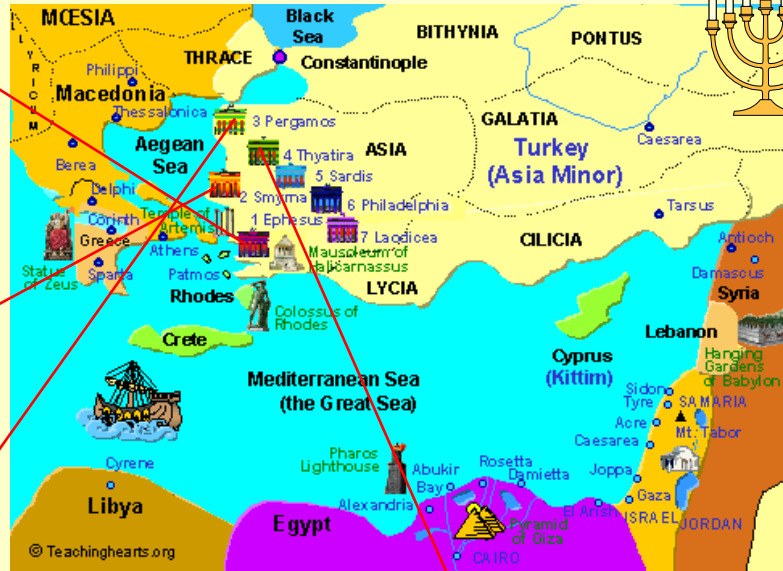 MŒSIA
ILLYRICUM
THRACE
Black
Sea
BITHYNIA
PONTUS
Constantinople
Philippi
Macedonia
Thessalonica
3 Pergamos
GALATIA
Caesarea
Aegean
Sea
4 Thyatira
ASIA
Turkey
(Asia Minor)
Berea
5 Sardis
Delphi
2 Smyrna
6 Philadelphia
Tarsus
Corinth
Temple of
Artemis
1 Ephesus
7 Laodicea
CILICIA
Greece
Athens
Mausoleum of
Halicarnassus
Antioch
Statue
of Zeus
Sparta
Patmos
Damascus
LYCIA
Syria
Rhodes
Colossus of
Rhodes
Crete
Lebanon
Cyprus
(Kittim)
Hanging
Gardens
of Babylon
Mediterranean Sea
(the Great Sea)
Sidon
Tyre
SAMARIA
Acre
Mt. Tabor
Caesarea
Pharos
Lighthouse
Cyrene
Abukir
Bay
Rosetta
Damietta
Joppa
Libya
Alexandria
El Arish
Gaza
ISRAEL
JORDAN
Egypt
Pyramid
of Giza
CAIRO
© Teachinghearts.org